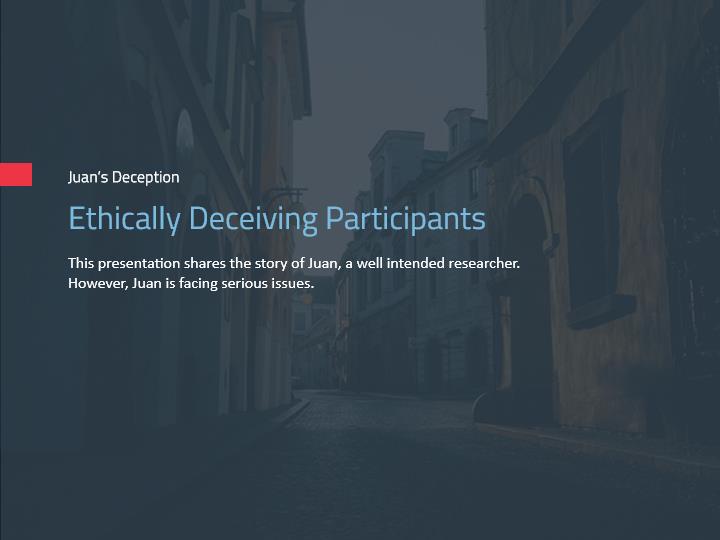 Juan's Deception
Ethically Deceiving Participants
This presentation shares the story of Juan, a well intended researcher.
However, Juan is facing serious issues.